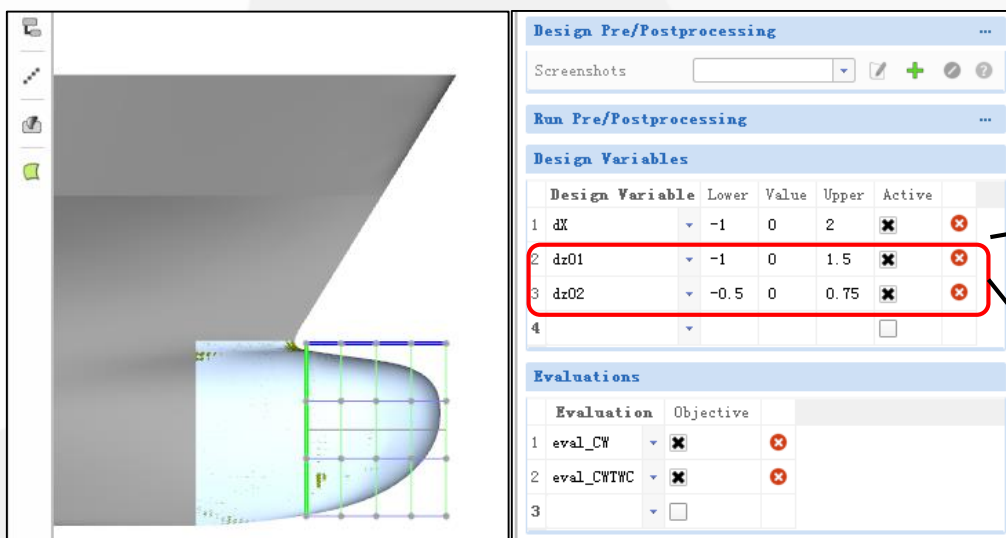 Design Pre/Postprocessing ...
Screenshots
Run Pre/Postprocessing ...
Design Variables
Design Variable Lower Value Upper Active
1 dX -1 0 2
2 dz01 -1 0 1.5
3 dz02 -0.5 0 0.75
4
Evaluations
Evaluation Objective
1 eval_CW
2 eval_CWTWC
3